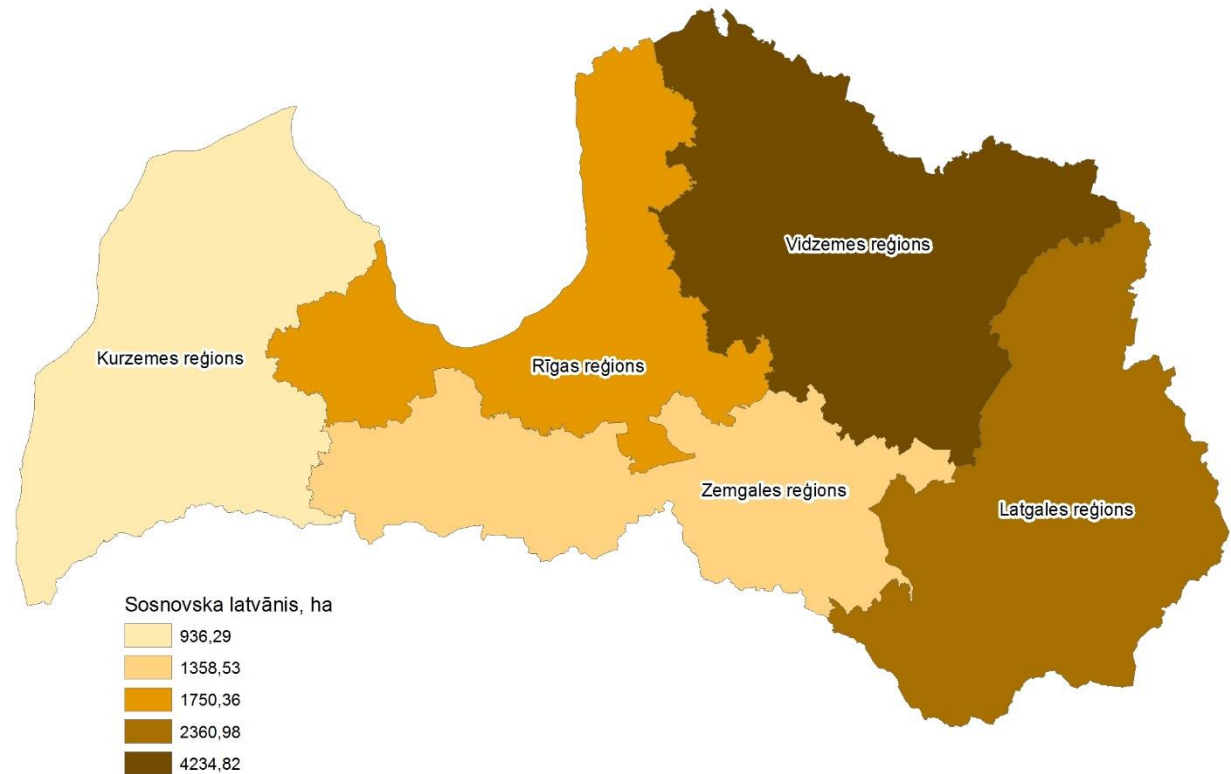 Vidzemes reģions
Kurzemes reģions
Rīgas reģions
Zemgales reģions
Latgales reģions
Sosnovska latvānis, ha
936,29
1358,53
1750,36
2360,98
4234,82